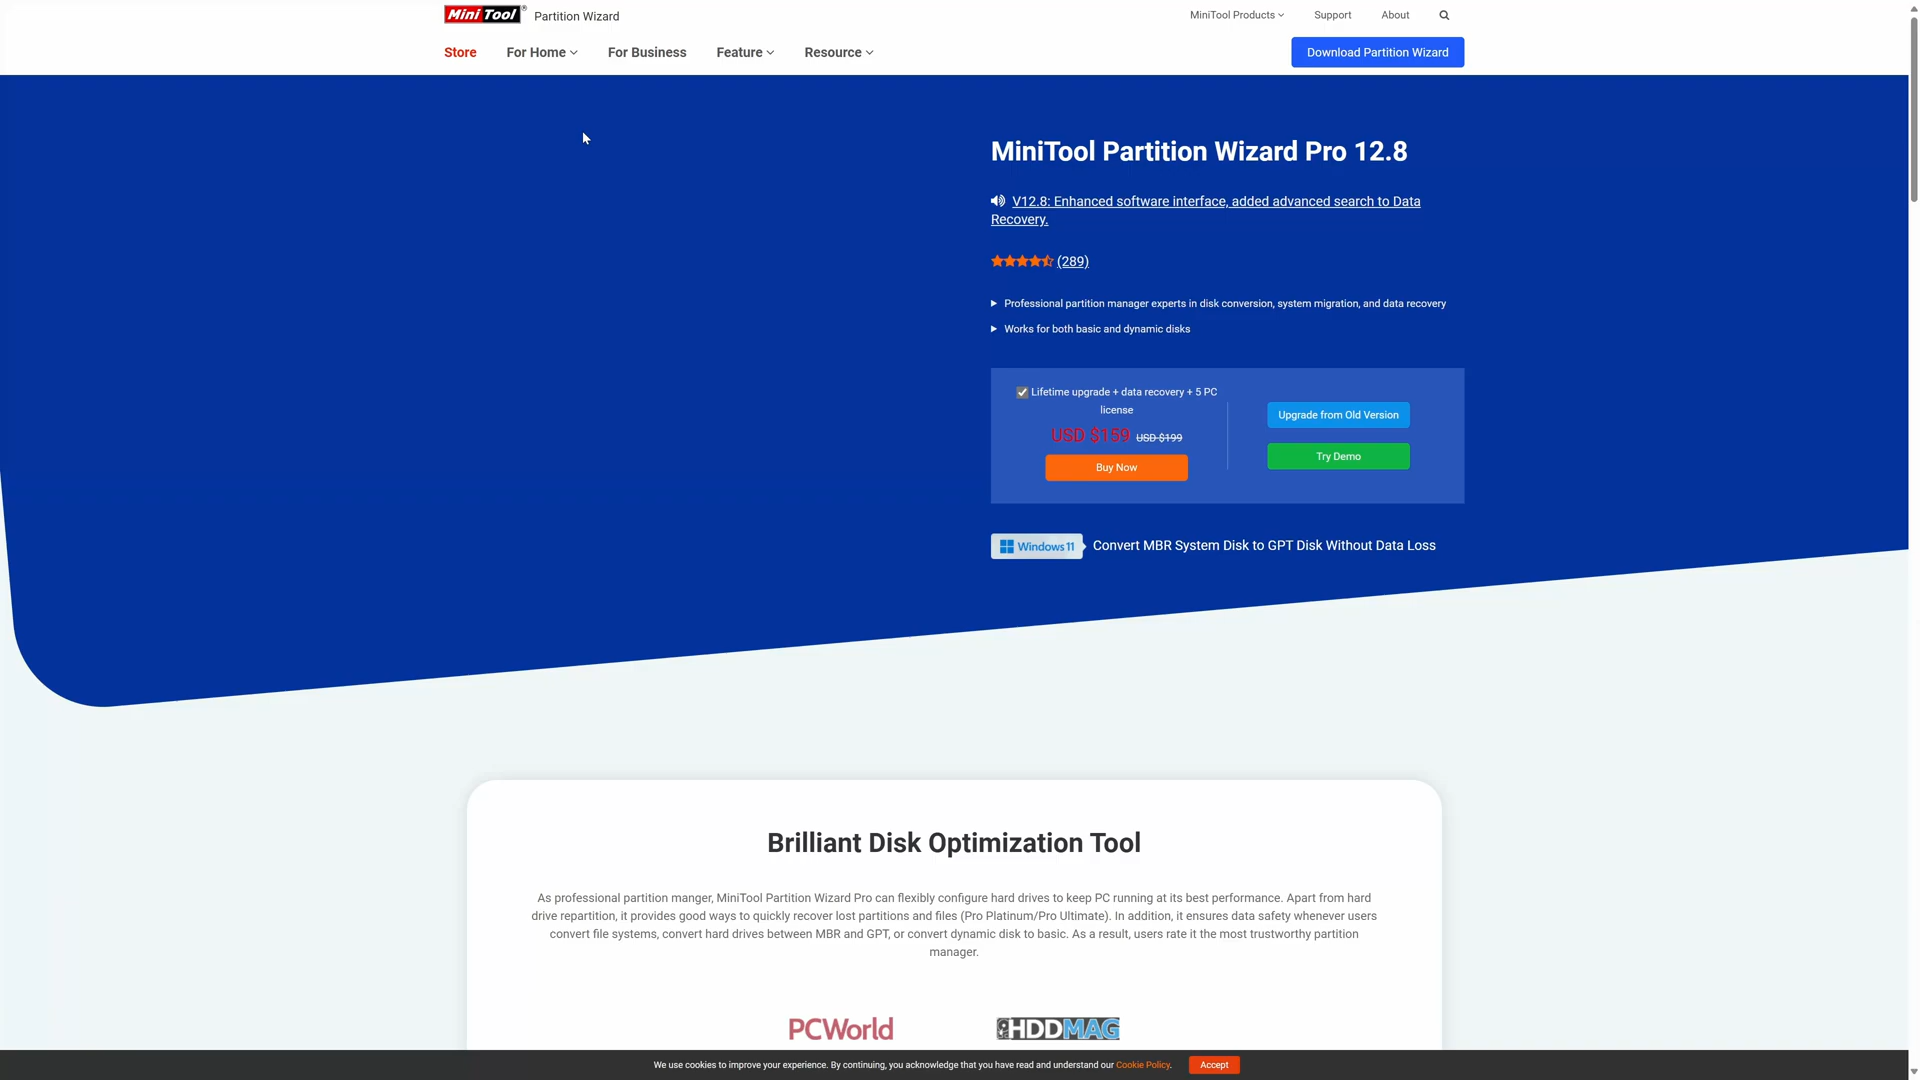 Mini Tool® Partition Wizard
MiniTool Products
Support
About
Store
For Home
For Business
Feature
Resource
Download Partition Wizard
MiniTool Partition Wizard Pro 12.8
V12.8: Enhanced software interface, added advanced search to Data
Recovery.
(289)
Professional partition manager experts in disk conversion, system migration, and data recovery
Works for both basic and dynamic disks
Lifetime upgrade + data recovery + 5 PC
license
USD $159 USD $199
Buy Now
Upgrade from Old Version
Try Demo
Windows 11
Convert MBR System Disk to GPT Disk Without Data Loss
Brilliant Disk Optimization Tool
As professional partition manger, MiniTool Partition Wizard Pro can flexibly configure hard drives to keep PC running at its best performance. Apart from hard
drive repartition, it provides good ways to quickly recover lost partitions and files (Pro Platinum/Pro Ultimate). In addition, it ensures data safety whenever users
convert file systems, convert hard drives between MBR and GPT, or convert dynamic disk to basic. As a result, users rate it the most trustworthy partition
manager.
PCWorld
HDDMAG
We use cookies to improve your experience. By continuing, you acknowledge that you have read and understand our Cookie Policy.
Accept